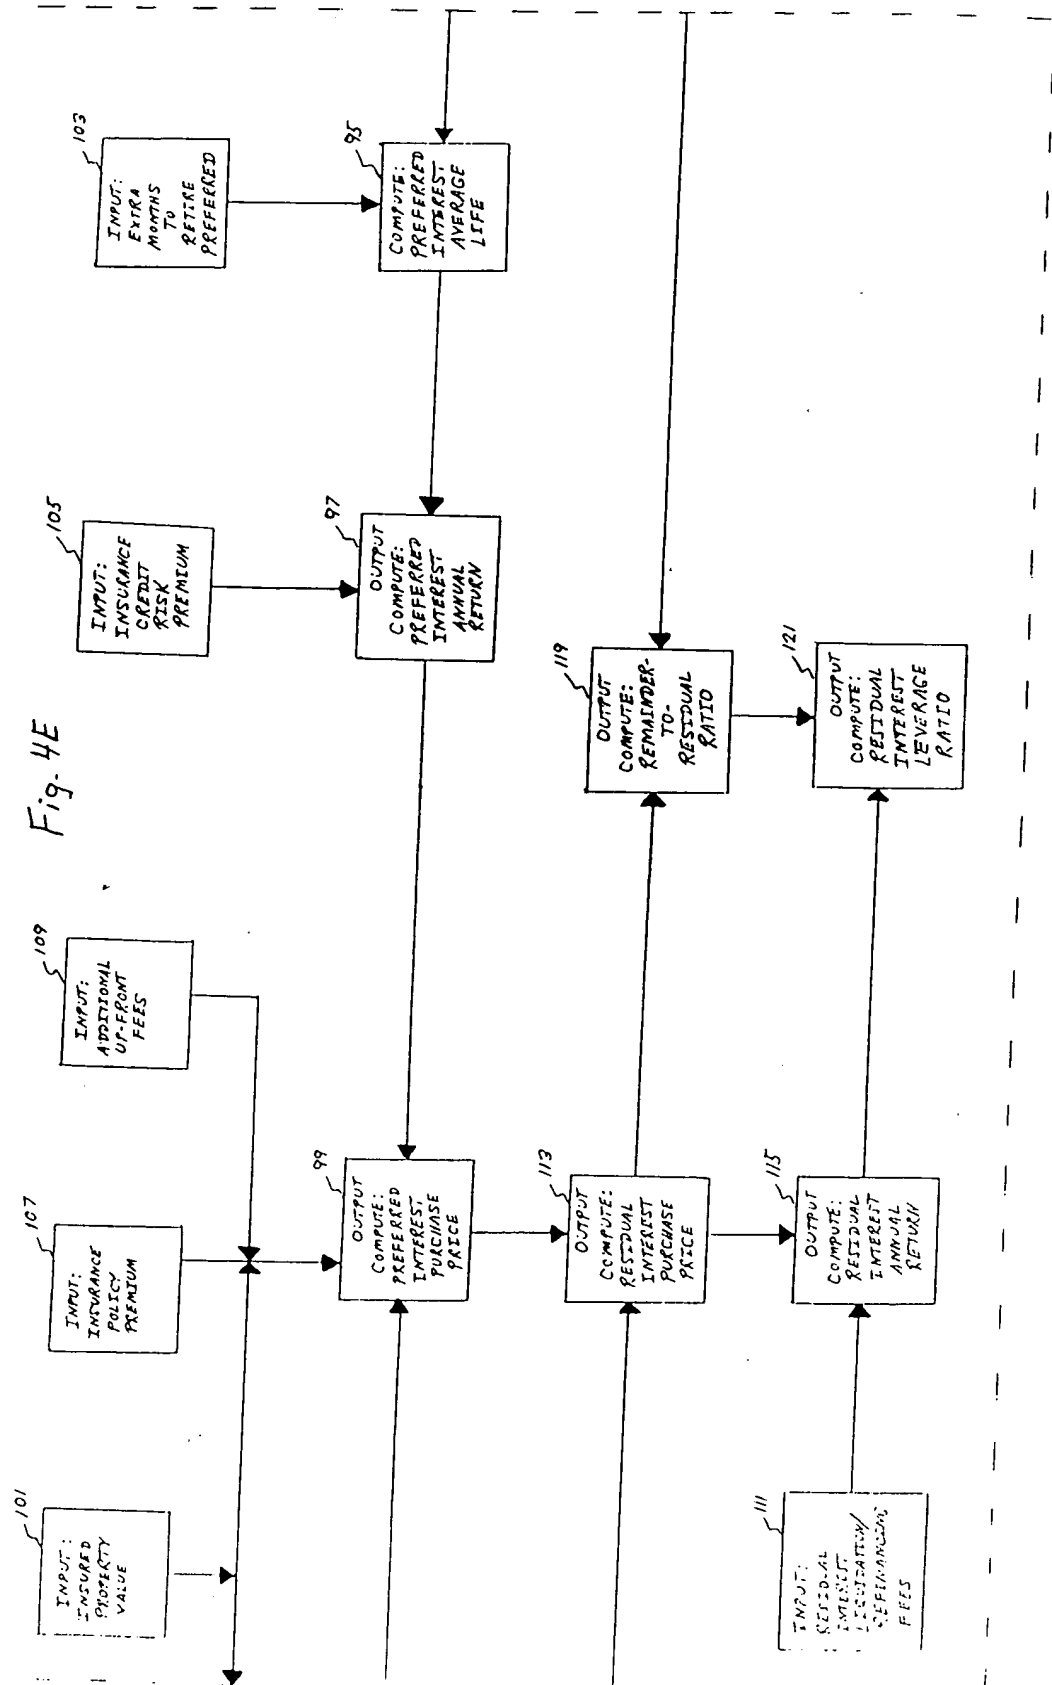 Fig. 4E
101
INPUT:
INSURED
PROPERTY
VALUE
107
INPUT:
INSURANCE
POLICY
PREMIUM
109
INPUT:
ADDITIONAL
UP-FRONT
FEES
105
INPUT:
INSURANCE
CREDIT
RISK
PREMIUM
103
INPUT:
EXTRA
MONTHS
TO
RETIRE
PREFERRED
99
OUTPUT
COMPUTE:
PREFERRED
INTEREST
PURCHASE
PRICE
97
OUTPUT
COMPUTE:
PREFERRED
INTEREST
ANNUAL
RETURN
95
COMPUTE:
PREFERRED
INTEREST
AVERAGE
LIFE
113
OUTPUT
COMPUTE:
RESIDUAL
INTEREST
PURCHASE
PRICE
119
OUTPUT
COMPUTE:
REMAINDER-
TO-
RESIDUAL
RATIO
111
INPUT:
RESIDUAL
INTEREST
LIQUIDATION/
REFINANCING
FEES
115
OUTPUT
COMPUTE:
RESIDUAL
INTEREST
ANNUAL
RETURN
121
OUTPUT
COMPUTE:
RESIDUAL
INTEREST
LEVERAGE
RATIO